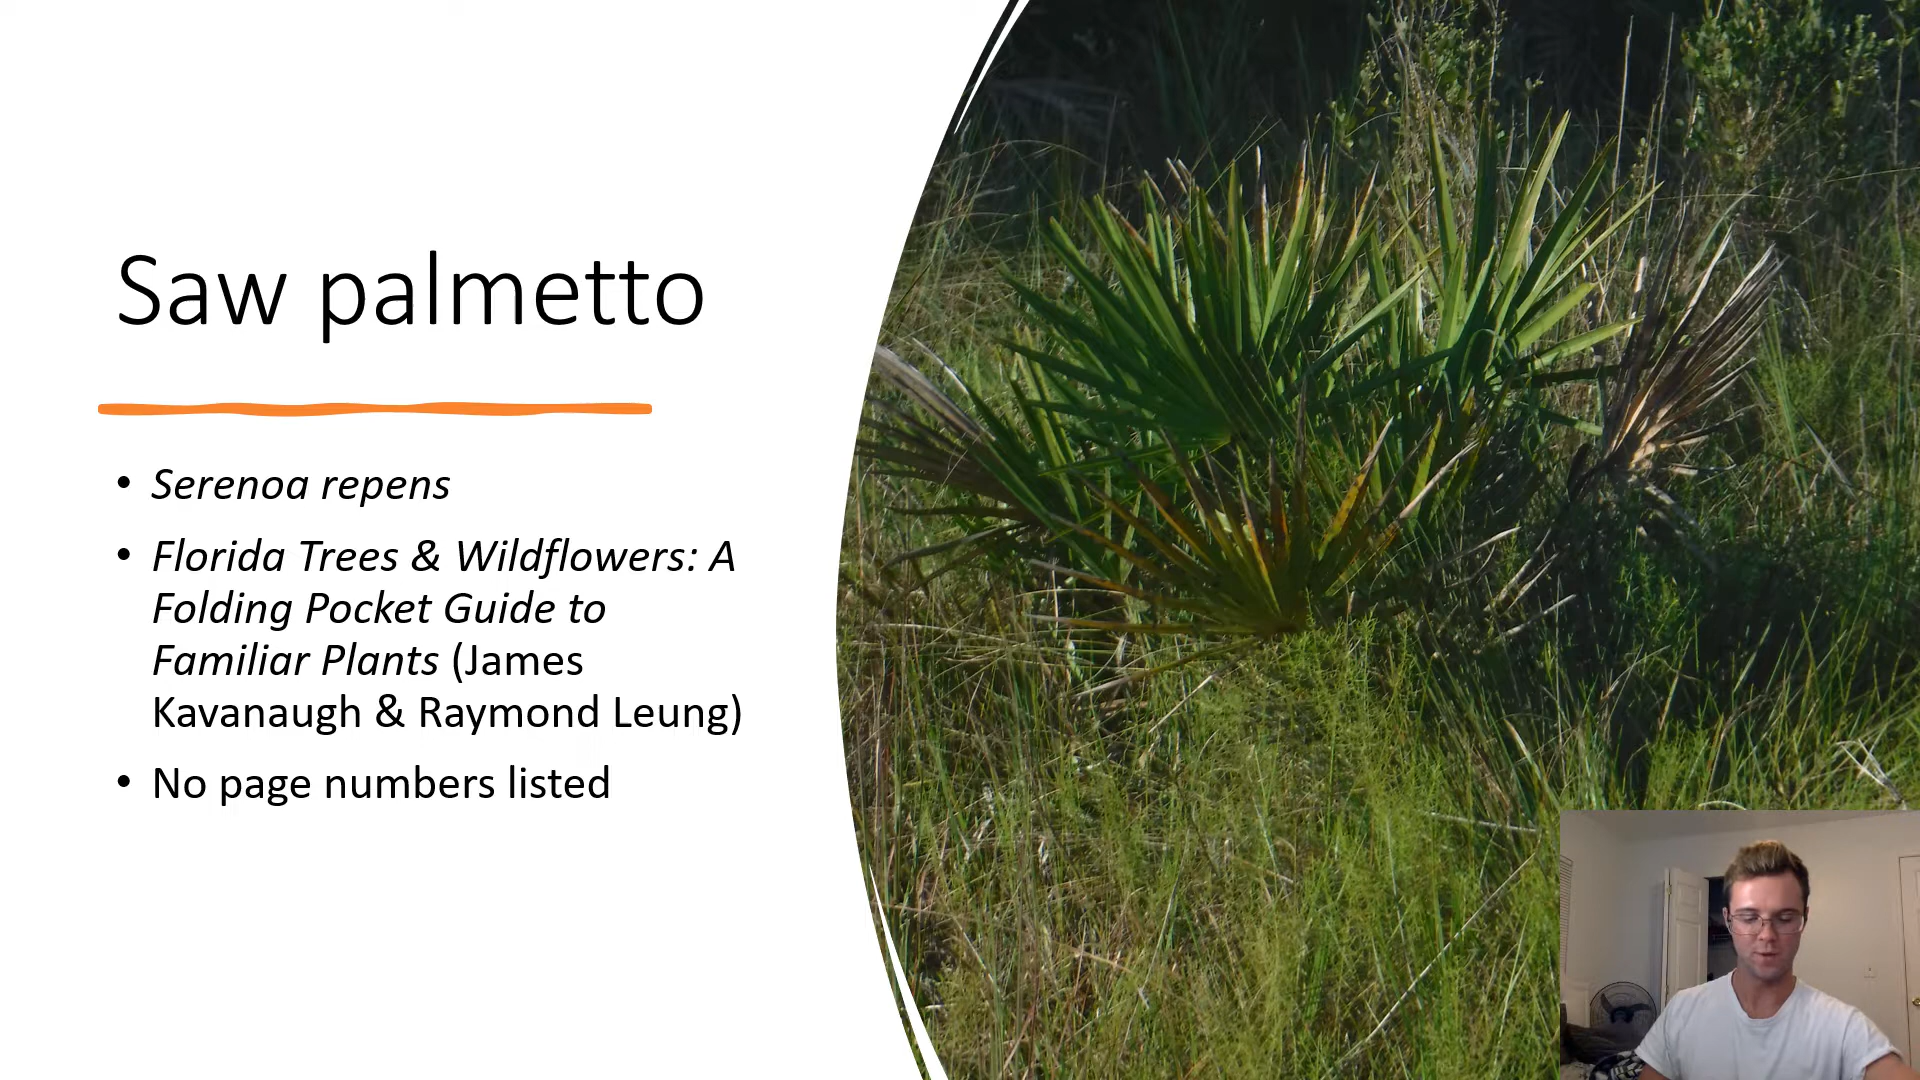 Saw palmetto
• Serenoa repens
• Florida Trees & Wildflowers: A
Folding Pocket Guide to
Familiar Plants (James
Kavanaugh & Raymond Leung)
• No page numbers listed